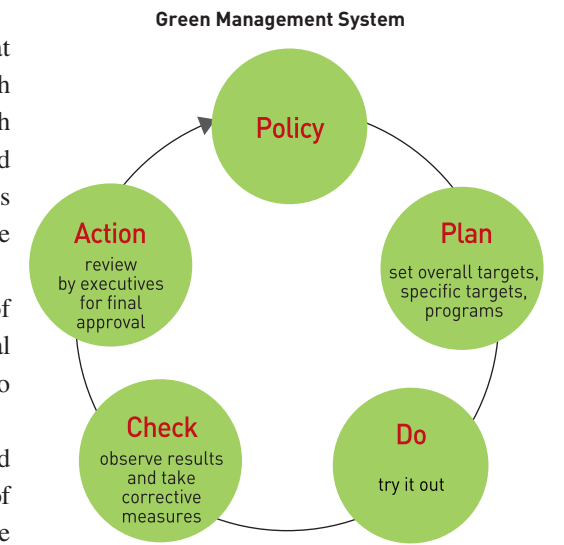 Green Management System
Policy
Plan
set overall targets,
specific targets,
programs
Do
try it out
Check
observe results
and take
corrective
measures
Action
review
by executives
for final
approval